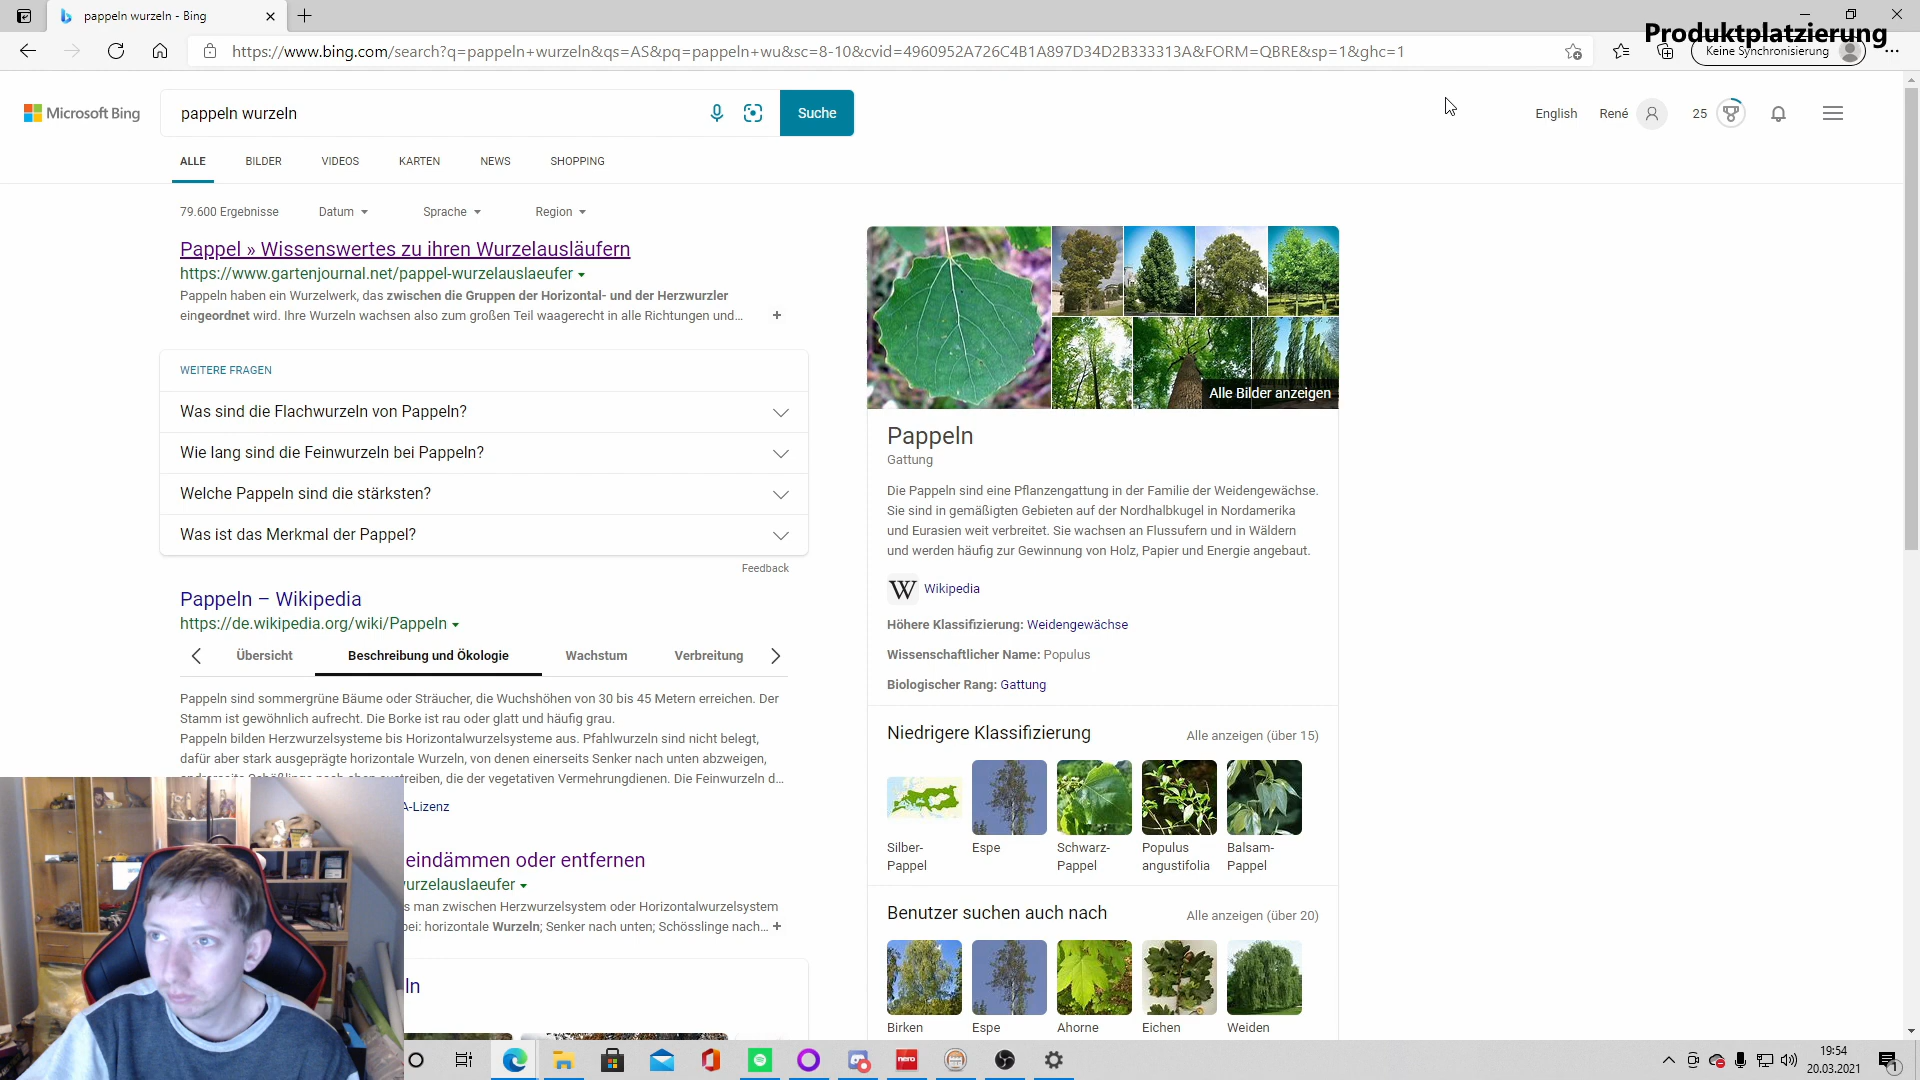 pappeln wurzeln - Bing
https://www.bing.com/search?q=pappeln+wurzeln&qs=AS&pq=pappeln+wu&sc=8-10&cvid=4960952A726C4B1A897D34D2B333313A&FORM=QBRE&sp=1&ghc=1
Produktplatzierung
Keine Synchronisierung
Microsoft Bing
pappeln wurzeln
Suche
English
René
25
ALLE
BILDER
VIDEOS
KARTEN
NEWS
SHOPPING
79.600 Ergebnisse
Datum
Sprache
Region
Pappel » Wissenswertes zu ihren Wurzelausläufern
https://www.gartenjournal.net/pappel-wurzelauslaeufer
Pappeln haben ein Wurzelwerk, das zwischen die Gruppen der Horizontal- und der Herzwurzler
eingeordnet wird. Ihre Wurzeln wachsen also zum großen Teil waagerecht in alle Richtungen und...
WEITERE FRAGEN
Was sind die Flachwurzeln von Pappeln?
Wie lang sind die Feinwurzeln bei Pappeln?
Welche Pappeln sind die stärksten?
Was ist das Merkmal der Pappel?
Feedback
Pappeln – Wikipedia
https://de.wikipedia.org/wiki/Pappeln
Übersicht
Beschreibung und Ökologie
Wachstum
Verbreitung
Pappeln sind sommergrüne Bäume oder Sträucher, die Wuchshöhen von 30 bis 45 Metern erreichen. Der
Stamm ist gewöhnlich aufrecht. Die Borke ist rau oder glatt und häufig grau.
Pappeln bilden Herzwurzelsysteme bis Horizontalwurzelsysteme aus. Pfahlwurzeln sind nicht belegt,
dafür aber stark ausgeprägte horizontale Wurzeln, von denen einerseits Senker nach unten abzweigen,
andrerseits Schößlinge nach oben austreiben, die der vegetativen Vermehrungdienen. Die Feinwurzeln d...
A-Lizenz
eindämmen oder entfernen
wurzelauslaeufer
s man zwischen Herzwurzelsystem oder Horizontalwurzelsystem
bei: horizontale Wurzeln; Senker nach unten; Schösslinge nach...
ln
Alle Bilder anzeigen
Pappeln
Gattung
Die Pappeln sind eine Pflanzengattung in der Familie der Weidengewächse.
Sie sind in gemäßigten Gebieten auf der Nordhalbkugel in Nordamerika
und Eurasien weit verbreitet. Sie wachsen an Flussufern und in Wäldern
und werden häufig zur Gewinnung von Holz, Papier und Energie angebaut.
W Wikipedia
Höhere Klassifizierung: Weidengewächse
Wissenschaftlicher Name: Populus
Biologischer Rang: Gattung
Niedrigere Klassifizierung
Alle anzeigen (über 15)
Silber-
Pappel
Espe
Schwarz-
Pappel
Populus
angustifolia
Balsam-
Pappel
Benutzer suchen auch nach
Alle anzeigen (über 20)
Birken
Espe
Ahorne
Eichen
Weiden
nero
19:54
20.03.2021
1